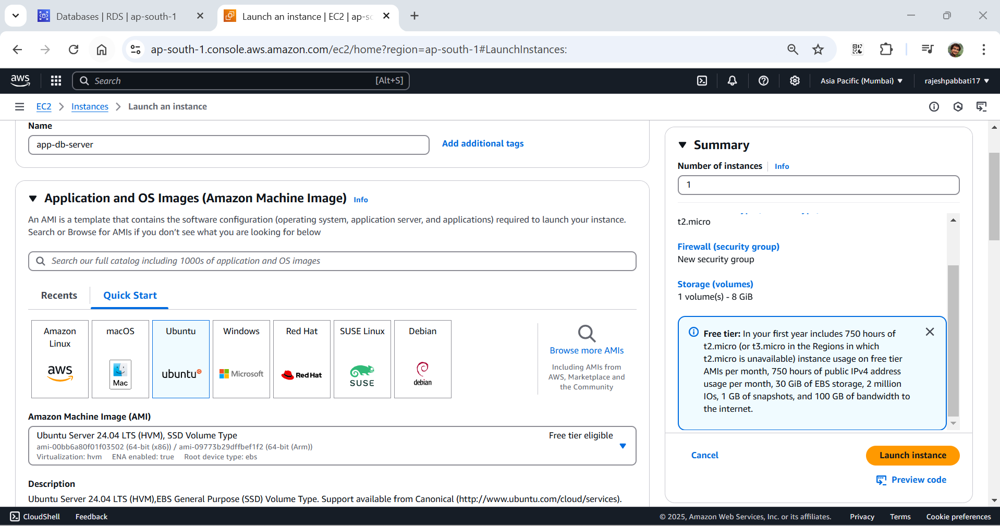 Databases | RDS | ap-south-1
Launch an instance | EC2 | ap-sc
ap-south-1.console.aws.amazon.com/ec2/home?region=ap-south-1#LaunchInstances:
aws
Search
[Alt+S]
Asia Pacific (Mumbai)
rajeshpabbati17
EC2
Instances
Launch an instance
Name
app-db-server
Add additional tags
Application and OS Images (Amazon Machine Image)
Info
An AMI is a template that contains the software configuration (operating system, application server, and applications) required to launch your instance.
Search or Browse for AMIs if you don’t see what you are looking for below
Search our full catalog including 1000s of application and OS images
Recents
Quick Start
Amazon
Linux
aws
macOS
Mac
Ubuntu
ubuntu
Windows
Microsoft
Red Hat
Red Hat
SUSE Linux
SUSE
Debian
debian
Browse more AMIs
Including AMIs from
AWS, Marketplace and
the Community
Amazon Machine Image (AMI)
Ubuntu Server 24.04 LTS (HVM), SSD Volume Type
Free tier eligible
ami-00bb6a80f01f03502 (64-bit (x86)) / ami-09773b29dffbef1f2 (64-bit (Arm))
Virtualization: hvm
ENA enabled: true
Root device type: ebs
Description
Ubuntu Server 24.04 LTS (HVM),EBS General Purpose (SSD) Volume Type. Support available from Canonical (http://www.ubuntu.com/cloud/services).
Summary
Number of instances
Info
1
t2.micro
Firewall (security group)
New security group
Storage (volumes)
1 volume(s) - 8 GiB
Free tier: In your first year includes 750 hours of
t2.micro (or t3.micro in the Regions in which
t2.micro is unavailable) instance usage on free tier
AMIs per month, 750 hours of public IPv4 address
usage per month, 30 GiB of EBS storage, 2 million
IOs, 1 GB of snapshots, and 100 GB of bandwidth to
the internet.
Cancel
Launch instance
Preview code
CloudShell
Feedback
© 2025, Amazon Web Services, Inc. or its affiliates.
Privacy
Terms
Cookie preferences